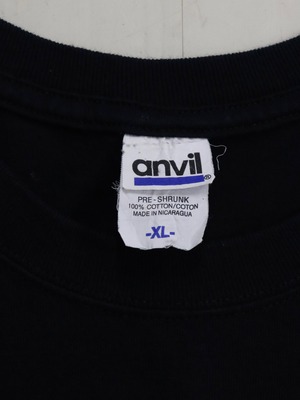 anvil®
PRE-SHRUNK
100% COTTON/COTON
MADE IN NICARAGUA
-XL-